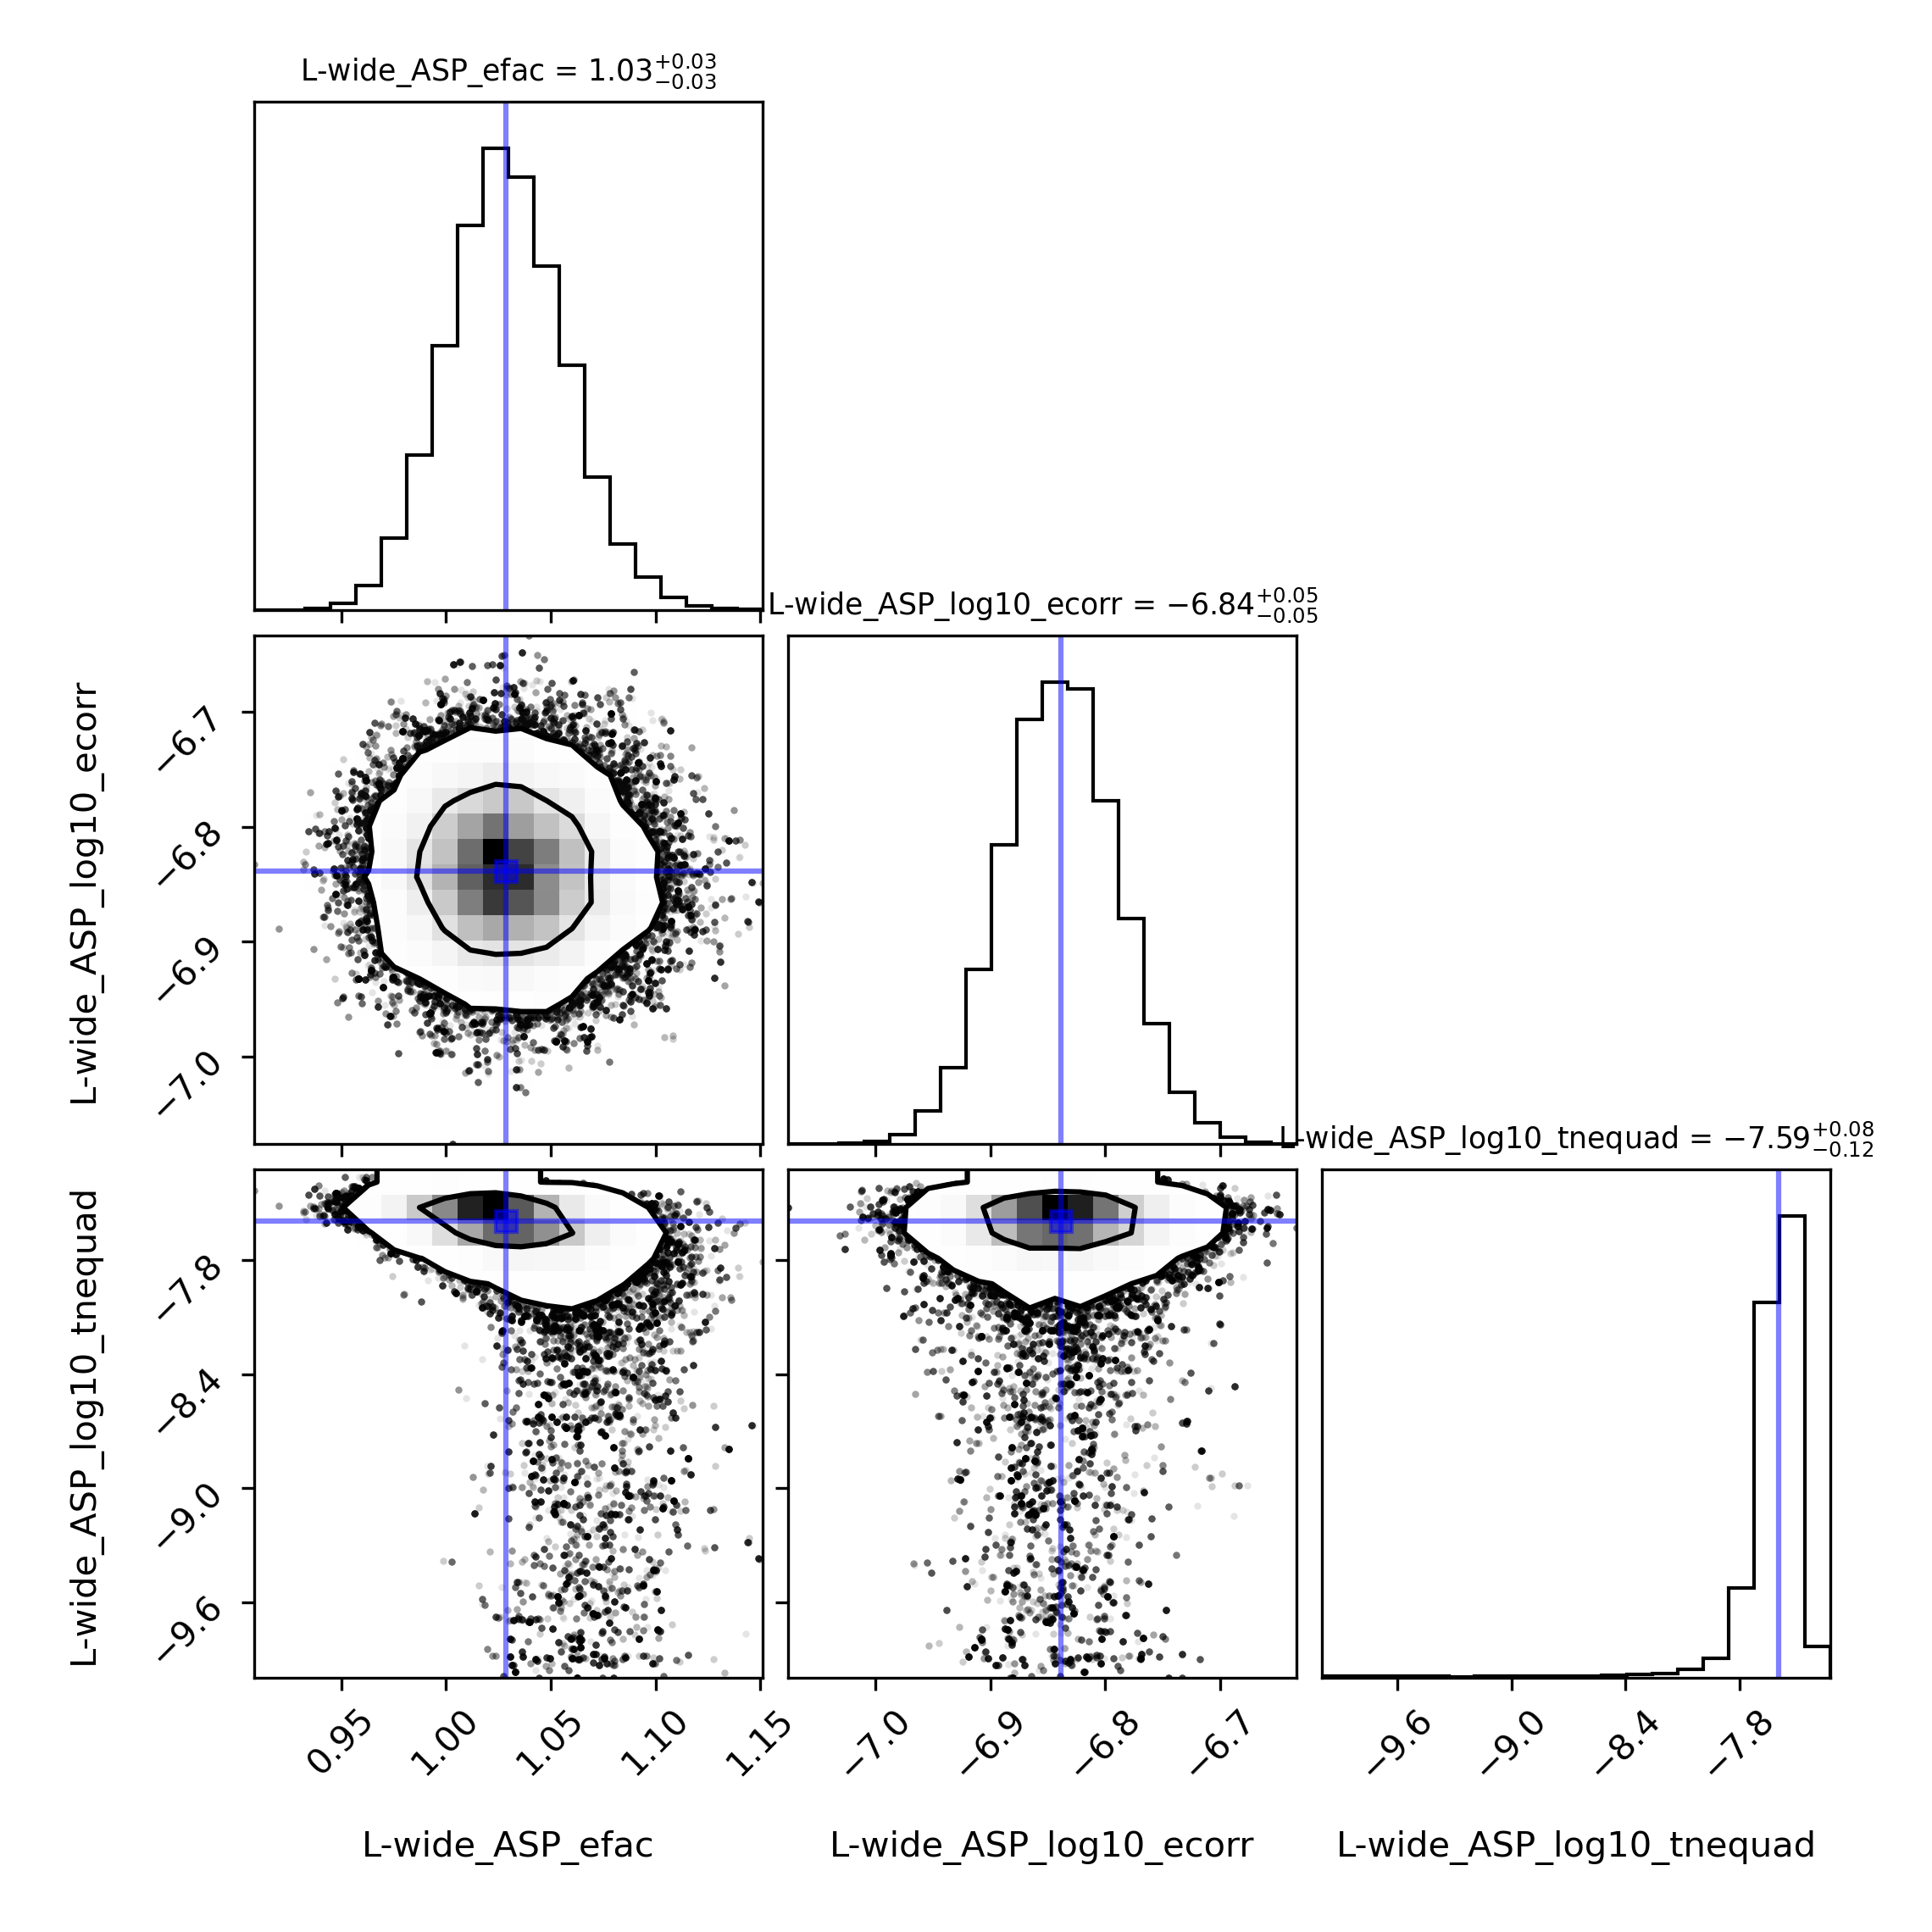 L-wide_ASP_efac = 1.03+0.03−0.03
L-wide_ASP_log10_ecorr = −6.84+0.05−0.05
L-wide_ASP_log10_ecorr
−6.7
−6.8
−6.9
−7.0
L-wide_ASP_log10_tnequad = −7.59+0.08−0.12
L-wide_ASP_log10_tnequad
−7.8
−8.4
−9.0
−9.6
0.95 1.00 1.05 1.10 1.15
−7.0 −6.9 −6.8 −6.7
−9.6 −9.0 −8.4 −7.8
L-wide_ASP_efac
L-wide_ASP_log10_ecorr
L-wide_ASP_log10_tnequad